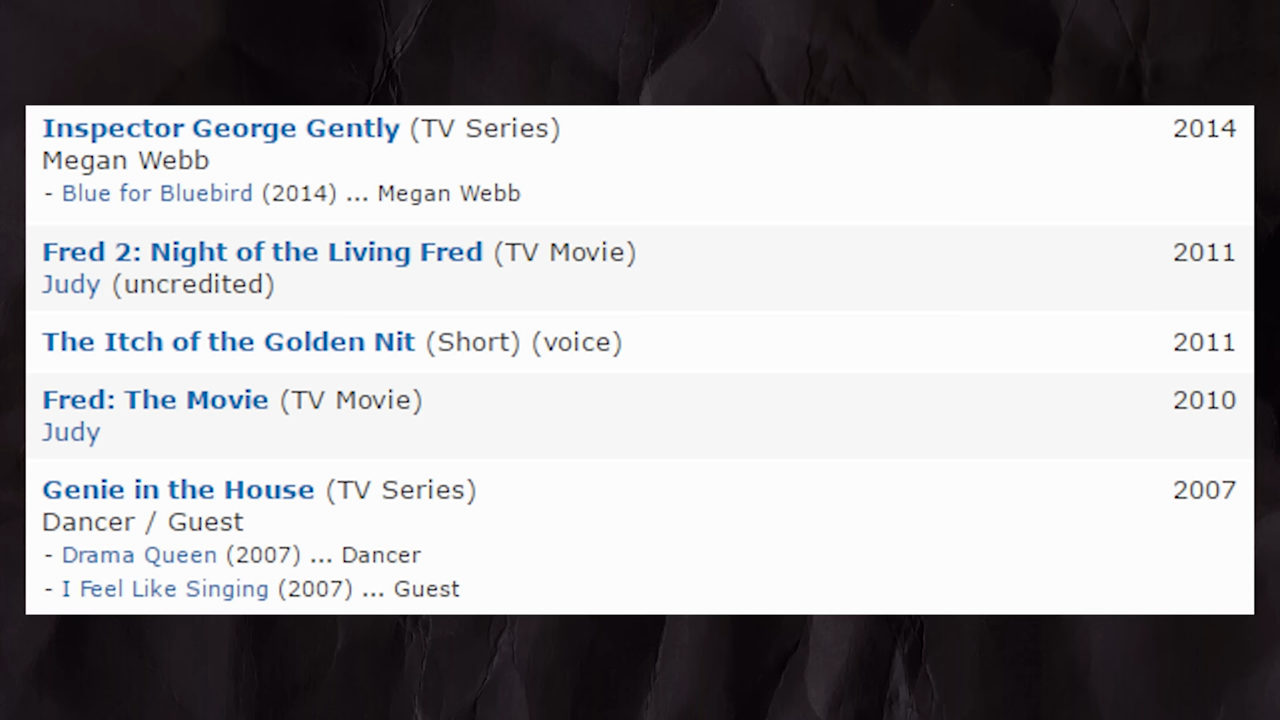 Inspector George Gently (TV Series) 2014
Megan Webb
- Blue for Bluebird (2014) ... Megan Webb
Fred 2: Night of the Living Fred (TV Movie) 2011
Judy (uncredited)
The Itch of the Golden Nit (Short) (voice) 2011
Fred: The Movie (TV Movie) 2010
Judy
Genie in the House (TV Series) 2007
Dancer / Guest
- Drama Queen (2007) ... Dancer
- I Feel Like Singing (2007) ... Guest